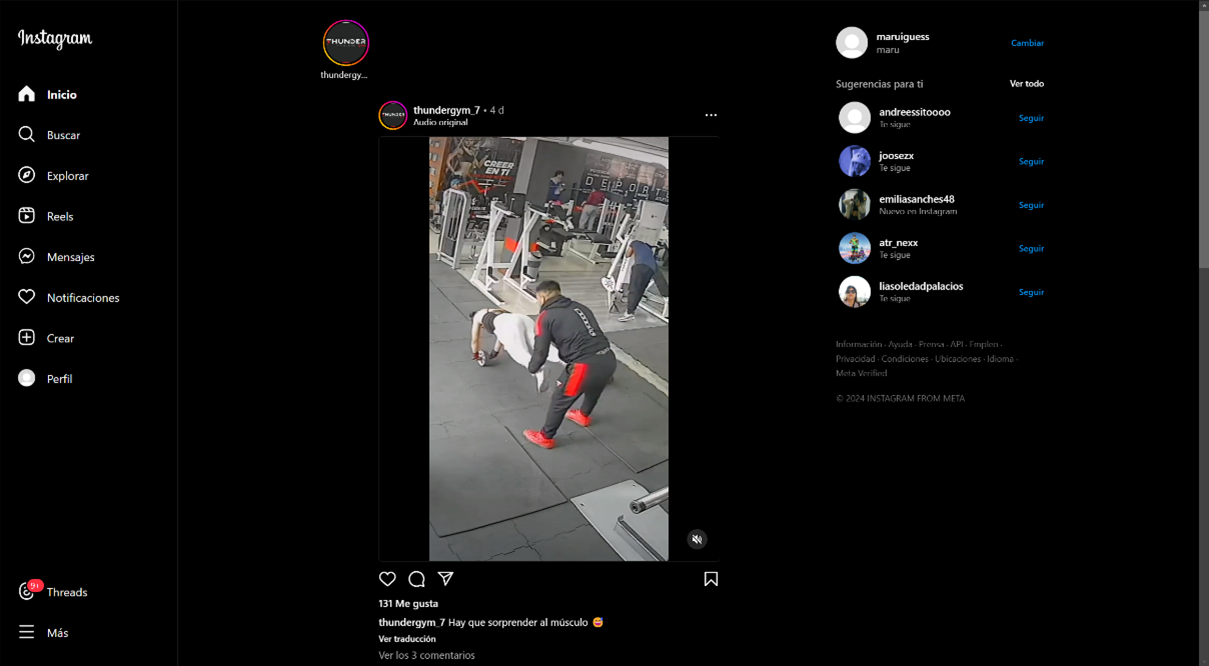 Instagram
Inicio
Buscar
Explorar
Reels
Mensajes
Notificaciones
Crear
Perfil
9+
Threads
Más
THUNDER
thundergy...
THUNDER
thundergym_7 • 4 d
Audio original
CREER
EN TÍ
DEPORT
131 Me gusta
thundergym_7 Hay que sorprender al músculo 😅
Ver traducción
Ver los 3 comentarios
maruiguess
maru
Cambiar
Sugerencias para ti
Ver todo
andreessitoooo
Te sigue
Seguir
joosezx
Te sigue
Seguir
emiliasanches48
Nuevo en Instagram
Seguir
atr_nexx
Te sigue
Seguir
liasoledadpalacios
Te sigue
Seguir
Información · Ayuda · Prensa · API · Empleo ·
Privacidad · Condiciones · Ubicaciones · Idioma ·
Meta Verified
© 2024 INSTAGRAM FROM META